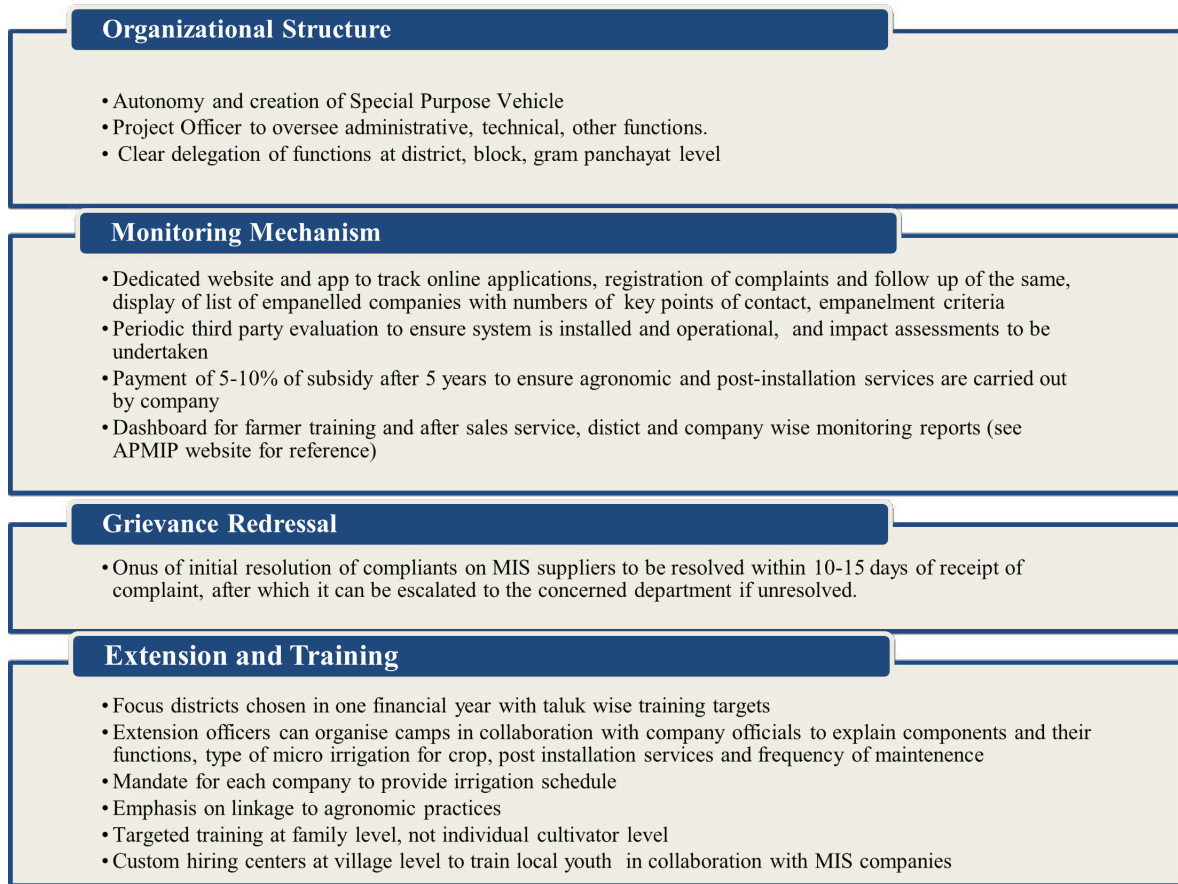 Organizational Structure
• Autonomy and creation of Special Purpose Vehicle
• Project Officer to oversee administrative, technical, other functions.
• Clear delegation of functions at district, block, gram panchayat level
Monitoring Mechanism
• Dedicated website and app to track online applications, registration of complaints and follow up of the same,
display of list of empanelled companies with numbers of key points of contact, empanelment criteria
• Periodic third party evaluation to ensure system is installed and operational, and impact assessments to be
undertaken
• Payment of 5-10% of subsidy after 5 years to ensure agronomic and post-installation services are carried out
by company
• Dashboard for farmer training and after sales service, distict and company wise monitoring reports (see
APMIP website for reference)
Grievance Redressal
• Onus of initial resolution of compliants on MIS suppliers to be resolved within 10-15 days of receipt of
complaint, after which it can be escalated to the concerned department if unresolved.
Extension and Training
• Focus districts chosen in one financial year with taluk wise training targets
• Extension officers can organise camps in collaboration with company officials to explain components and their
functions, type of micro irrigation for crop, post installation services and frequency of maintenence
• Mandate for each company to provide irrigation schedule
• Emphasis on linkage to agronomic practices
• Targeted training at family level, not individual cultivator level
• Custom hiring centers at village level to train local youth in collaboration with MIS companies